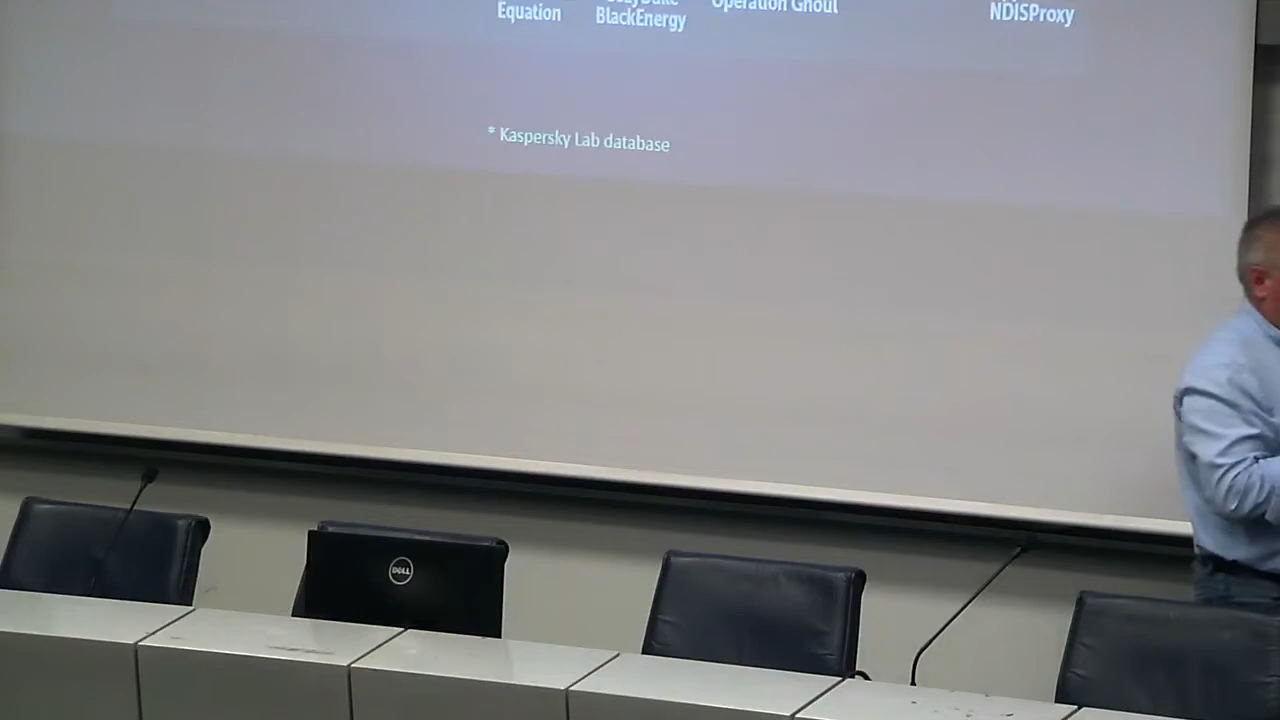 Equation
BlackEnergy
Operation Ghoul
NDISProxy
* Kaspersky Lab database
DELL